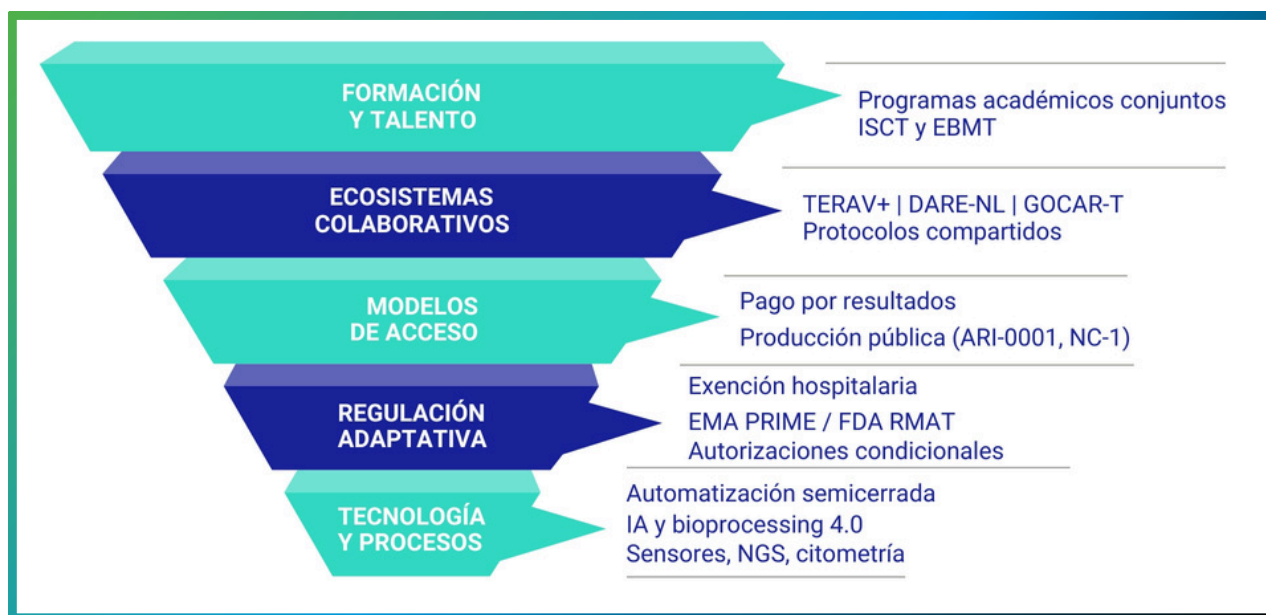 FORMACIÓN
Y TALENTO
Programas académicos conjuntos
ISCT y EBMT
ECOSISTEMAS
COLABORATIVOS
TERAV+ | DARE-NL | GOCAR-T
Protocolos compartidos
MODELOS
DE ACCESO
Pago por resultados
Producción pública (ARI-0001, NC-1)
REGULACIÓN
ADAPTATIVA
Exención hospitalaria
EMA PRIME / FDA RMAT
Autorizaciones condicionales
TECNOLOGÍA
Y PROCESOS
Automatización semicerrada
IA y bioprocessing 4.0
Sensores, NGS, citometría